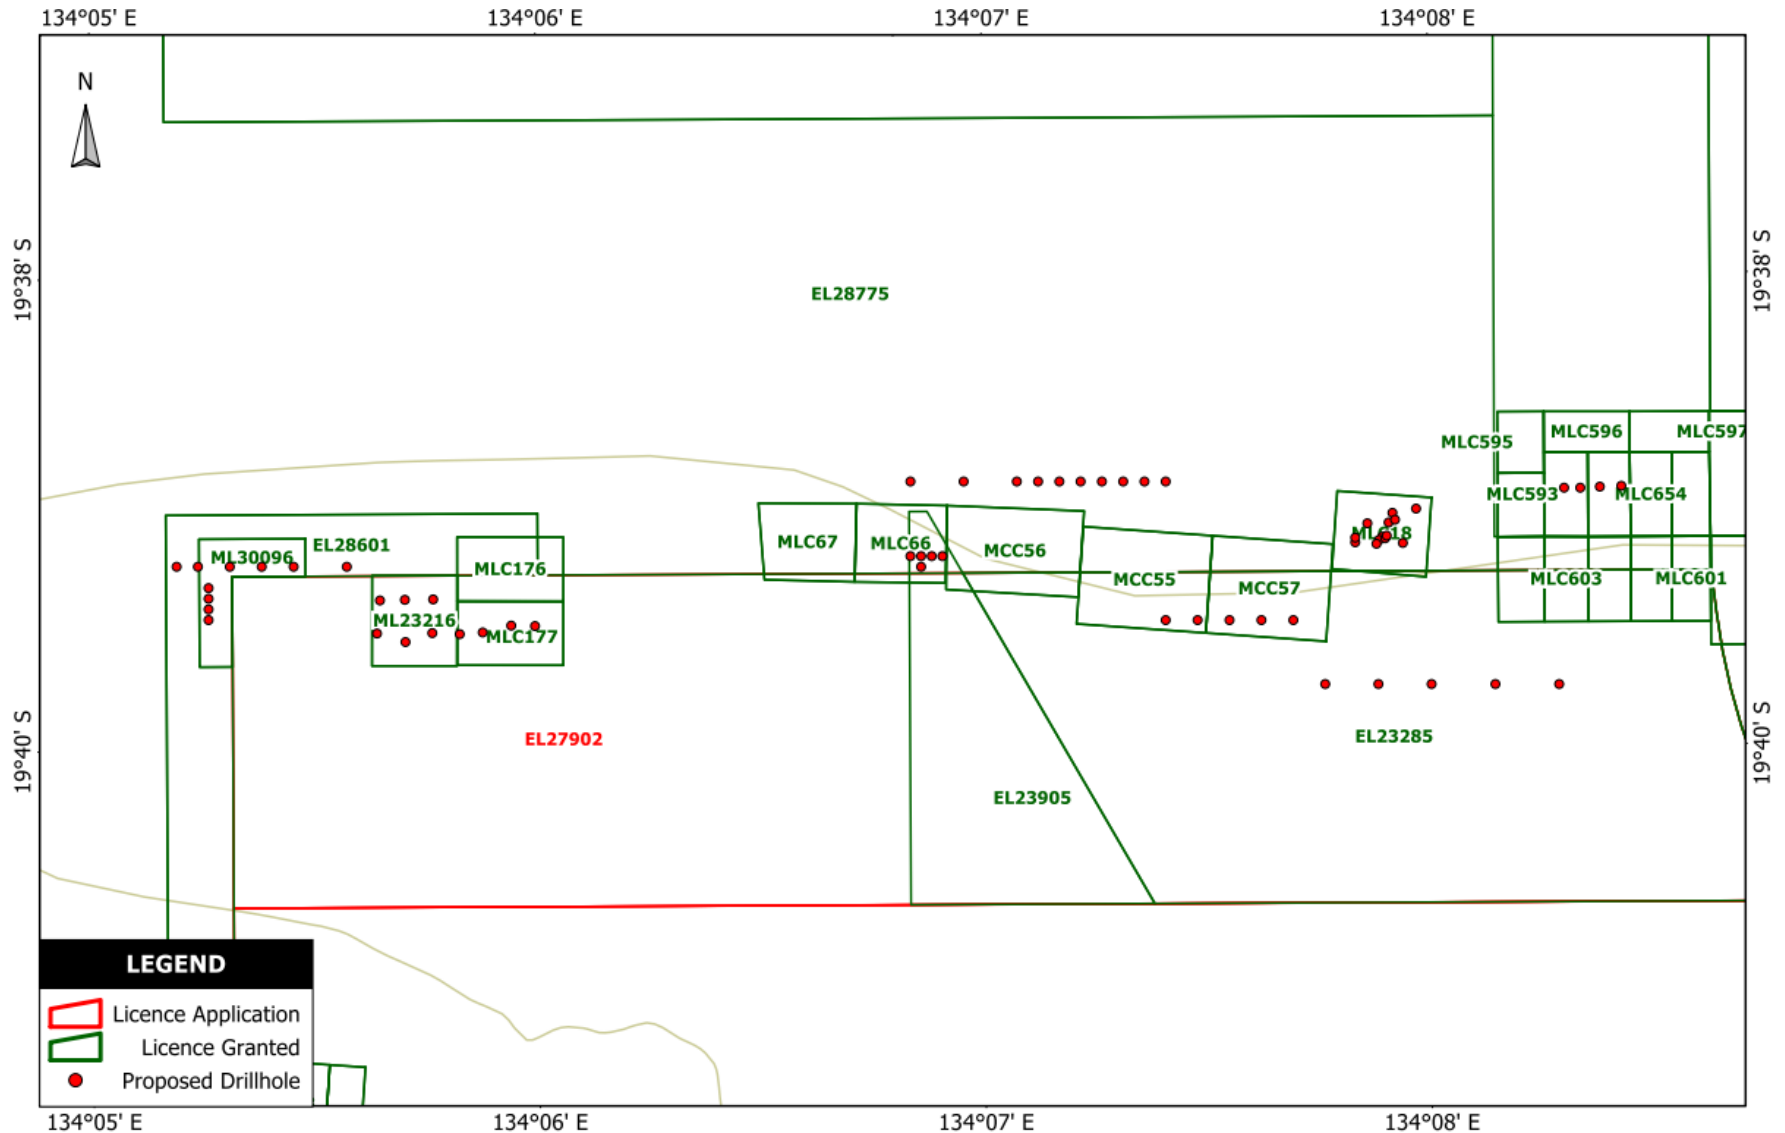 134°05' E
134°06' E
134°07' E
134°08' E
N
19°38' S
19°38' S
EL28775
MLC595
MLC596
MLC597
MLC593
MLC654
MLC18
MLC67
MLC66
MCC56
EL28601
ML30096
MLC176
MCC55
MCC57
MLC603
MLC601
ML23216
MLC177
EL27902
EL23285
19°40' S
19°40' S
EL23905
LEGEND
Licence Application
Licence Granted
Proposed Drillhole
134°05' E
134°06' E
134°07' E
134°08' E